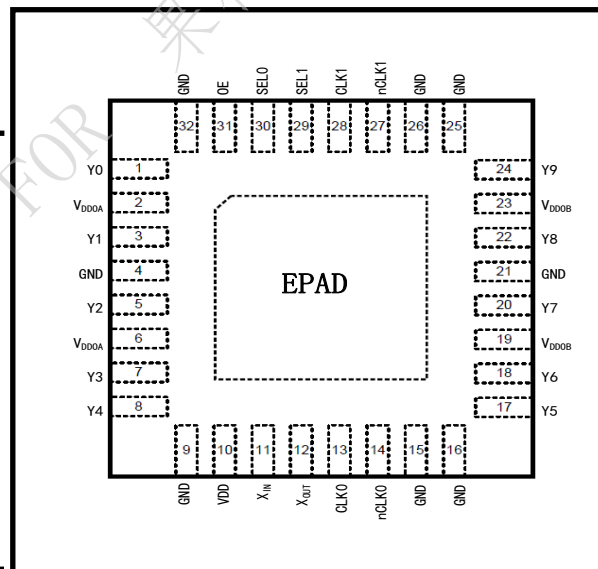 FOR 果
GND OE SEL0 SEL1 CLK1 nCLK1 GND GND
32 31 30 29 28 27 26 25
Y0 1 24 Y9
VDDOA 2 23 VDDOB
Y1 3 22 Y8
GND 4 21 GND
EPAD
Y2 5 20 Y7
VDDOA 6 19 VDDOB
Y3 7 18 Y6
Y4 8 17 Y5
9 10 11 12 13 14 15 16
GND VDD XIN XOUT CLK0 nCLK0 GND GND